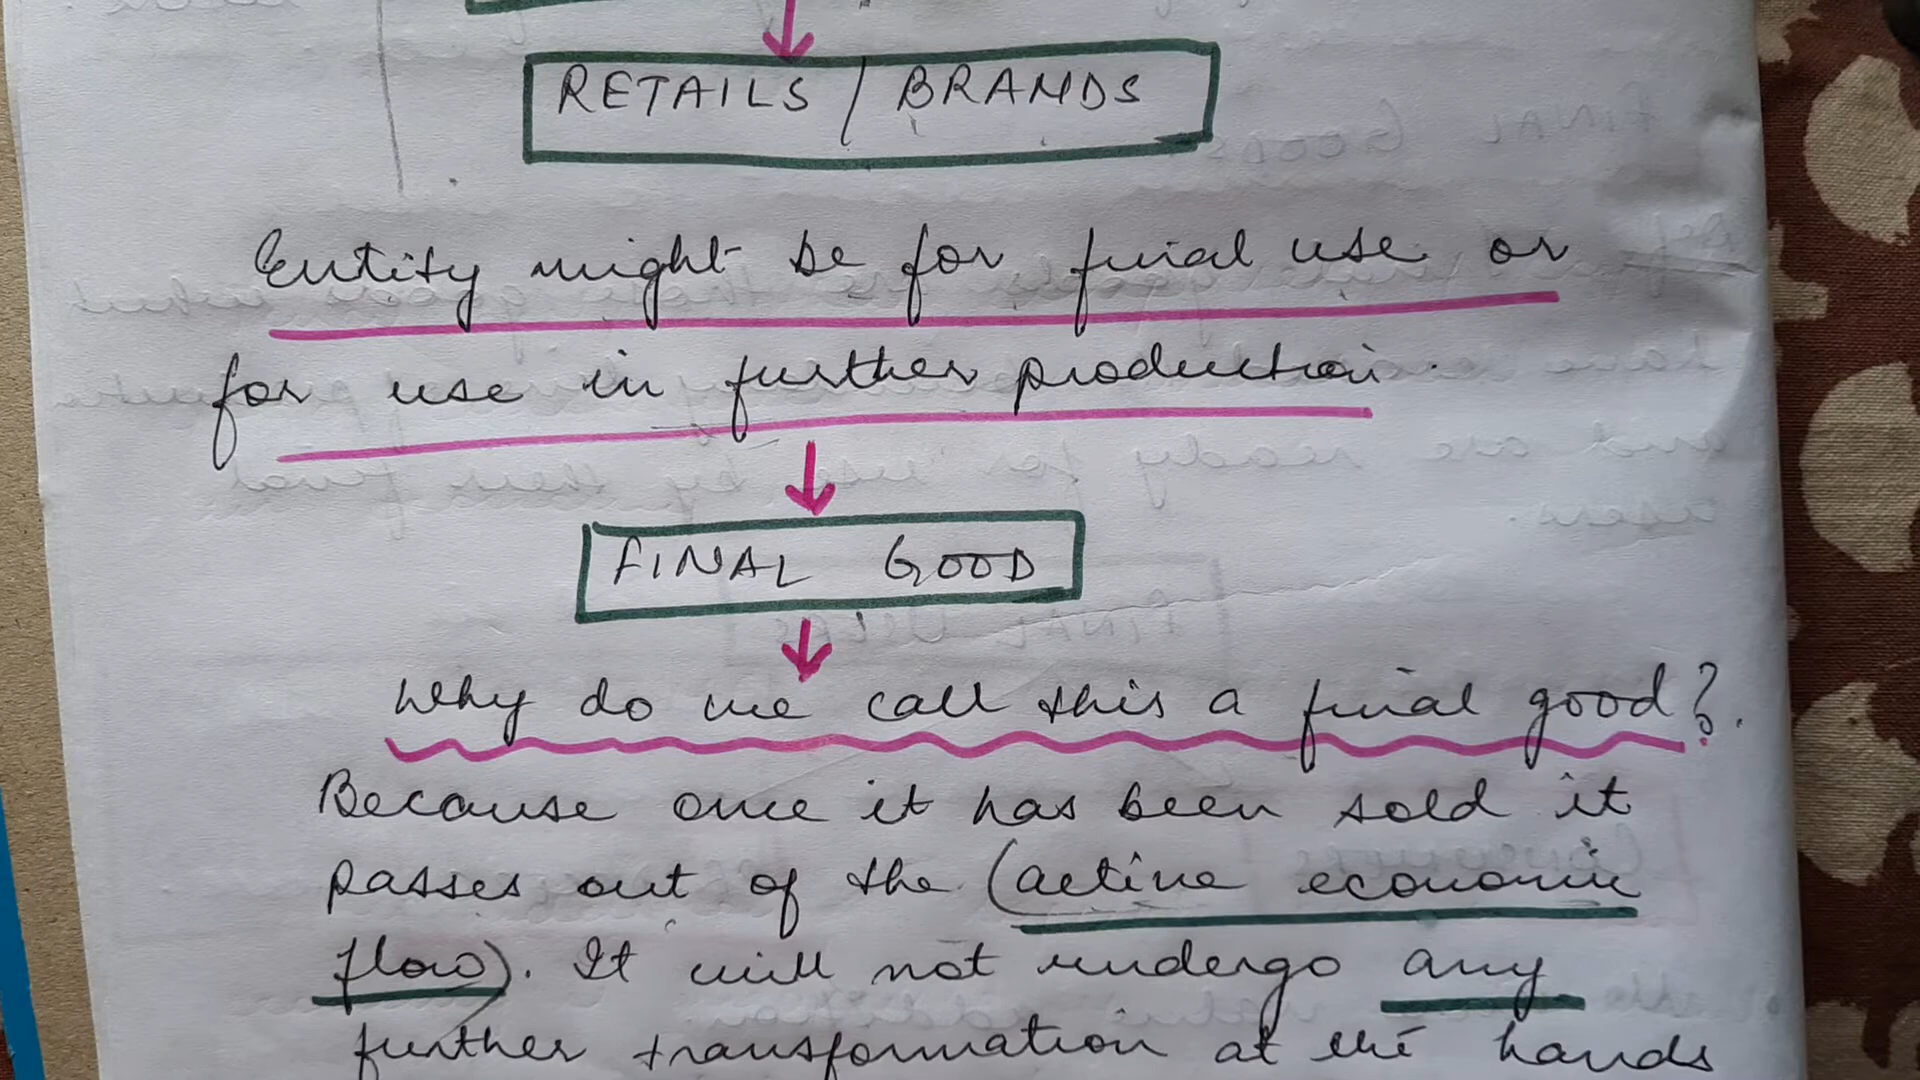 RETAILS / BRANDS
Entity might be for final use or
for use in further production.
FINAL GOOD
Why do we call this a final good?.
Because once it has been sold it
passes out of the (active economic
flow). It will not undergo any
further transformation at the hands